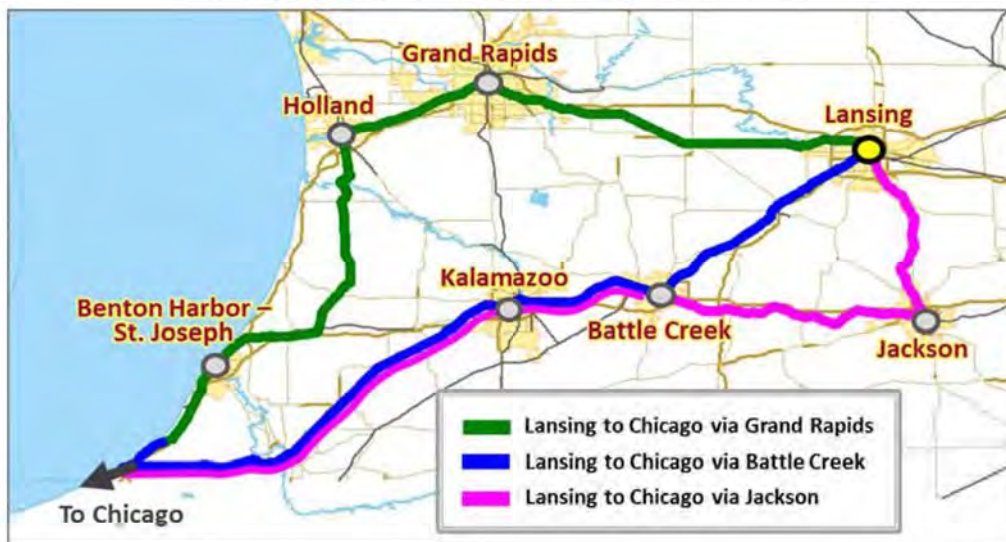 Grand Rapids
Holland
Lansing
Kalamazoo
Benton Harbor –
St. Joseph
Battle Creek
Jackson
Lansing to Chicago via Grand Rapids
Lansing to Chicago via Battle Creek
Lansing to Chicago via Jackson
To Chicago